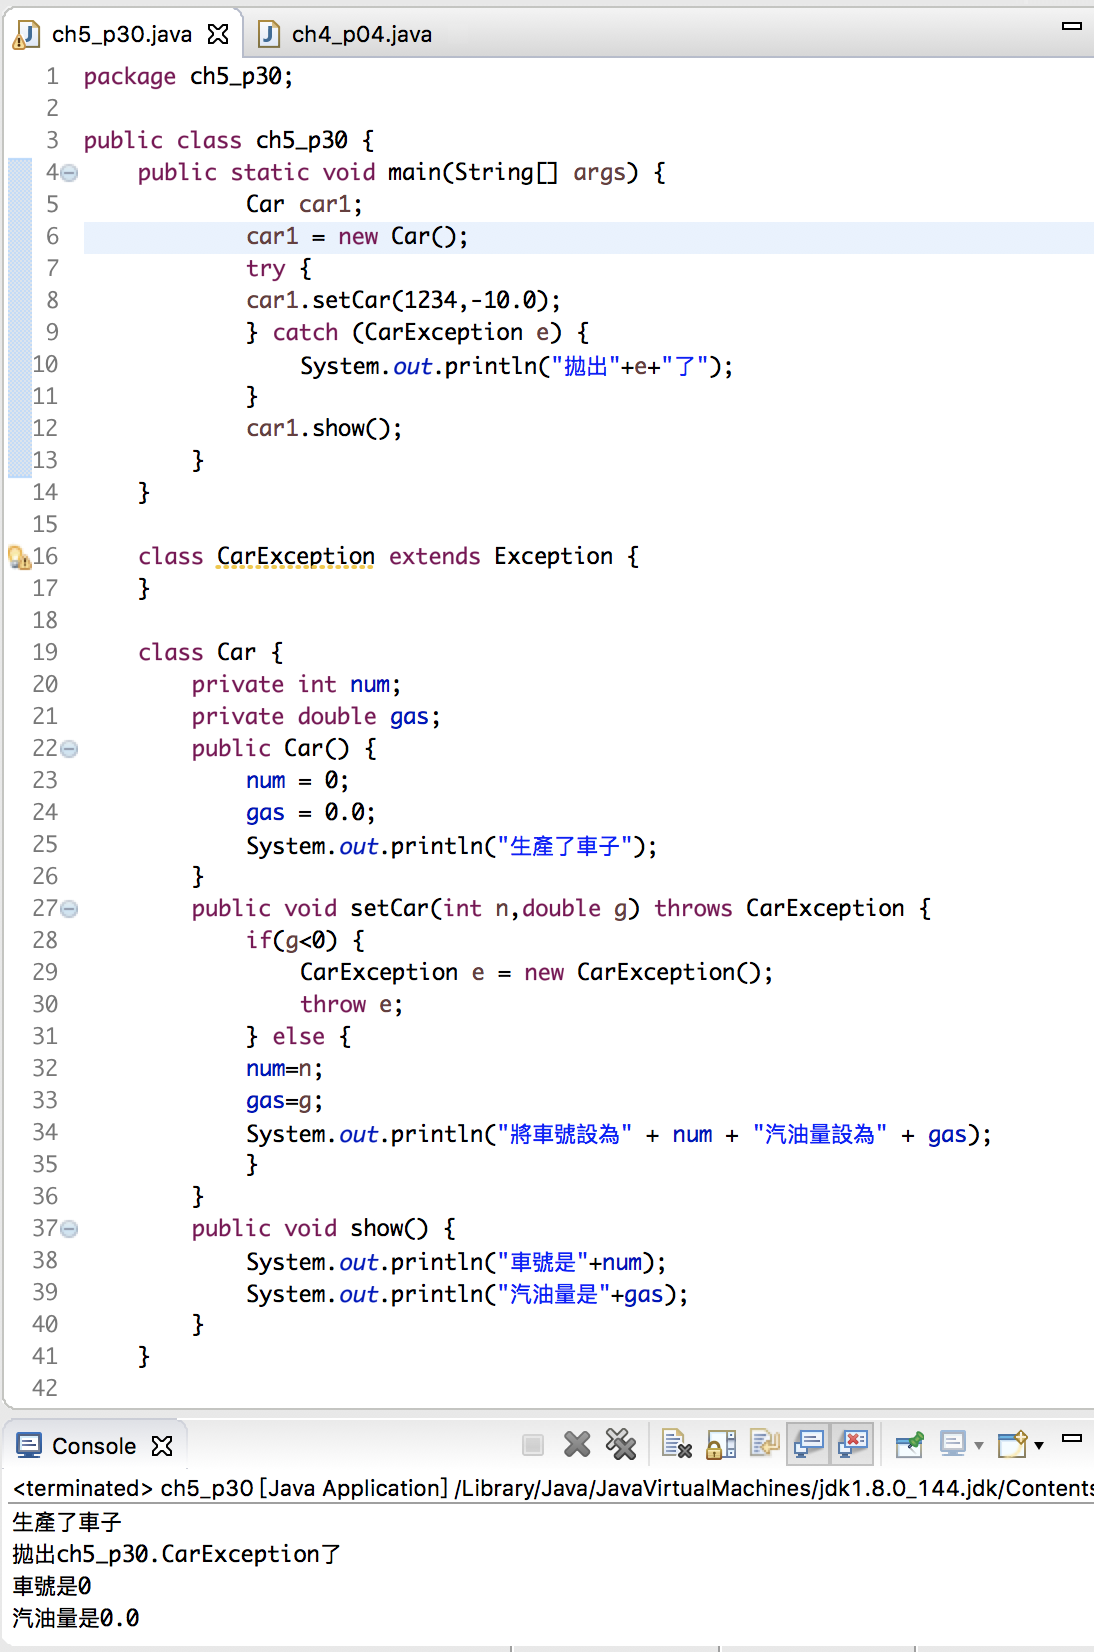 ch5_p30.java ch4_p04.java
1 package ch5_p30;
2
3 public class ch5_p30 {
4 public static void main(String[] args) {
5 Car car1;
6 car1 = new Car();
7 try {
8 car1.setCar(1234,-10.0);
9 } catch (CarException e) {
10 System.out.println("拋出"+e+"了");
11 }
12 car1.show();
13 }
14 }
15
16 class CarException extends Exception {
17 }
18
19 class Car {
20 private int num;
21 private double gas;
22 public Car() {
23 num = 0;
24 gas = 0.0;
25 System.out.println("生產了車子");
26 }
27 public void setCar(int n,double g) throws CarException {
28 if(g<0) {
29 CarException e = new CarException();
30 throw e;
31 } else {
32 num=n;
33 gas=g;
34 System.out.println("將車號設為" + num + "汽油量設為" + gas);
35 }
36 }
37 public void show() {
38 System.out.println("車號是"+num);
39 System.out.println("汽油量是"+gas);
40 }
41 }
42
Console
<terminated> ch5_p30 [Java Application] /Library/Java/JavaVirtualMachines/jdk1.8.0_144.jdk/Contents
生產了車子
拋出ch5_p30.CarException了
車號是0
汽油量是0.0